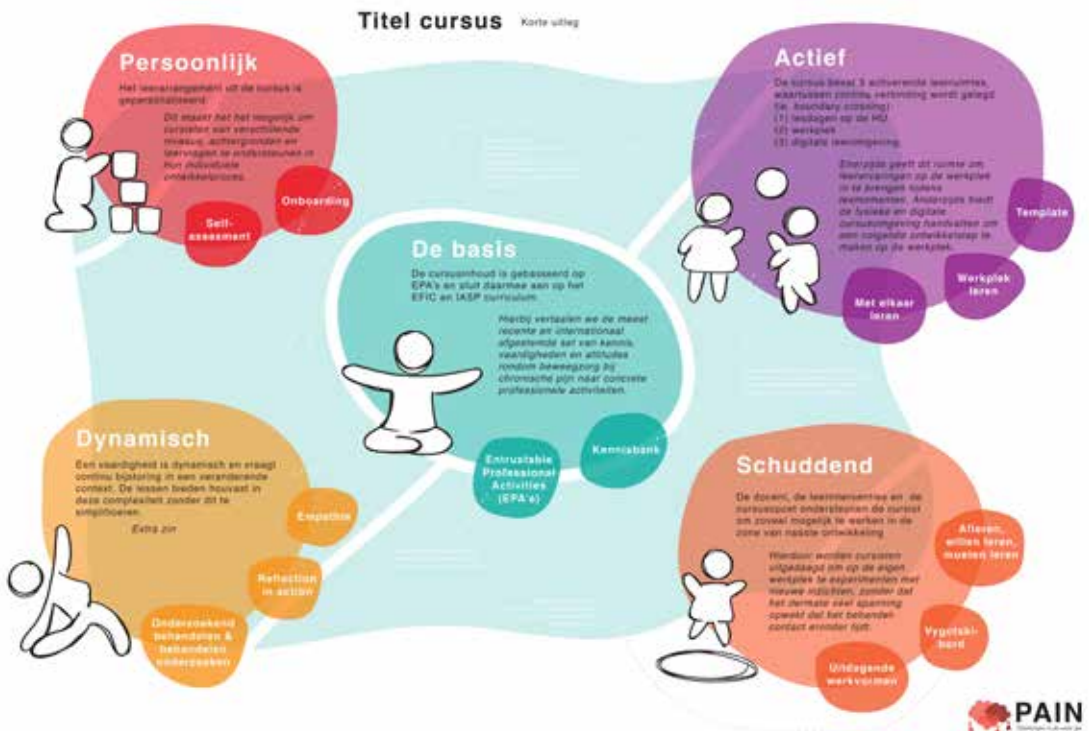 Titel cursus Korte uitleg
Persoonlijk
Het leerarrangement uit de cursus is
gepersonaliseerd.
Dit maakt het het mogelijk om
cursisten van verschillende
niveaus, achtergronden en
leervragen te ondersteunen in
hun individuele
ontwikkelproces.
Onboarding
Self-
assessment
Actief
De cursus bevat 3 activerende leerruimtes,
waartussen continu verbinding wordt gelegd
(ie. boundary crossing)
(1) lesdagen op de HU
(2) werkplek
(3) digitale leeromgeving.
Enerzijds geeft dit ruimte om
leerervaringen op de werkplek
in te brengen tijdens
leermomenten. Anderzijds biedt
de fysieke en digitale
cursusomgeving handvatten om
een volgende ontwikkelstap te
maken op de werkplek.
Template
Werkplek
leren
Met elkaar
leren
De basis
De cursusinhoud is gebasseerd op
EPA's en sluit daarmee aan op het
EFIC en IASP curriculum
Hierbij vertaalen we de meest
recente en internationaal
afgestemde set van kennis,
vaardigheden en attitudes
rondom beweegzorg bij
chronische pijn naar concrete
professionele activiteiten.
Kennisbank
Entrustable
Professional
Activities
(EPA's)
Dynamisch
Een vaardigheid is dynamisch en vraagt
continu bijsturing in een veranderende
context. De lessen bieden houvast in
deze complexiteit zonder dit te
simplificeren.
Extra zin
Empathie
Reflection
in action
Onderzoekend
behandelen &
behandelen
onderzoeken
Schuddend
De docent, de leerinterventies en de
cursusopzet ondersteunen de cursist
om zoveel mogelijk te werken in de
zone van naaste ontwikkeling
Hierdoor worden cursisten
uitgedaagd om op de eigen
werkplek te experimenten met
nieuwe inzichten, zonder dat
het dermate veel spanning
opwekt dat het behandel
contact eronder lijdt.
Afleren,
willen leren,
moeten leren
Vygotski-
bord
Uitdagende
werkvormen
PAIN